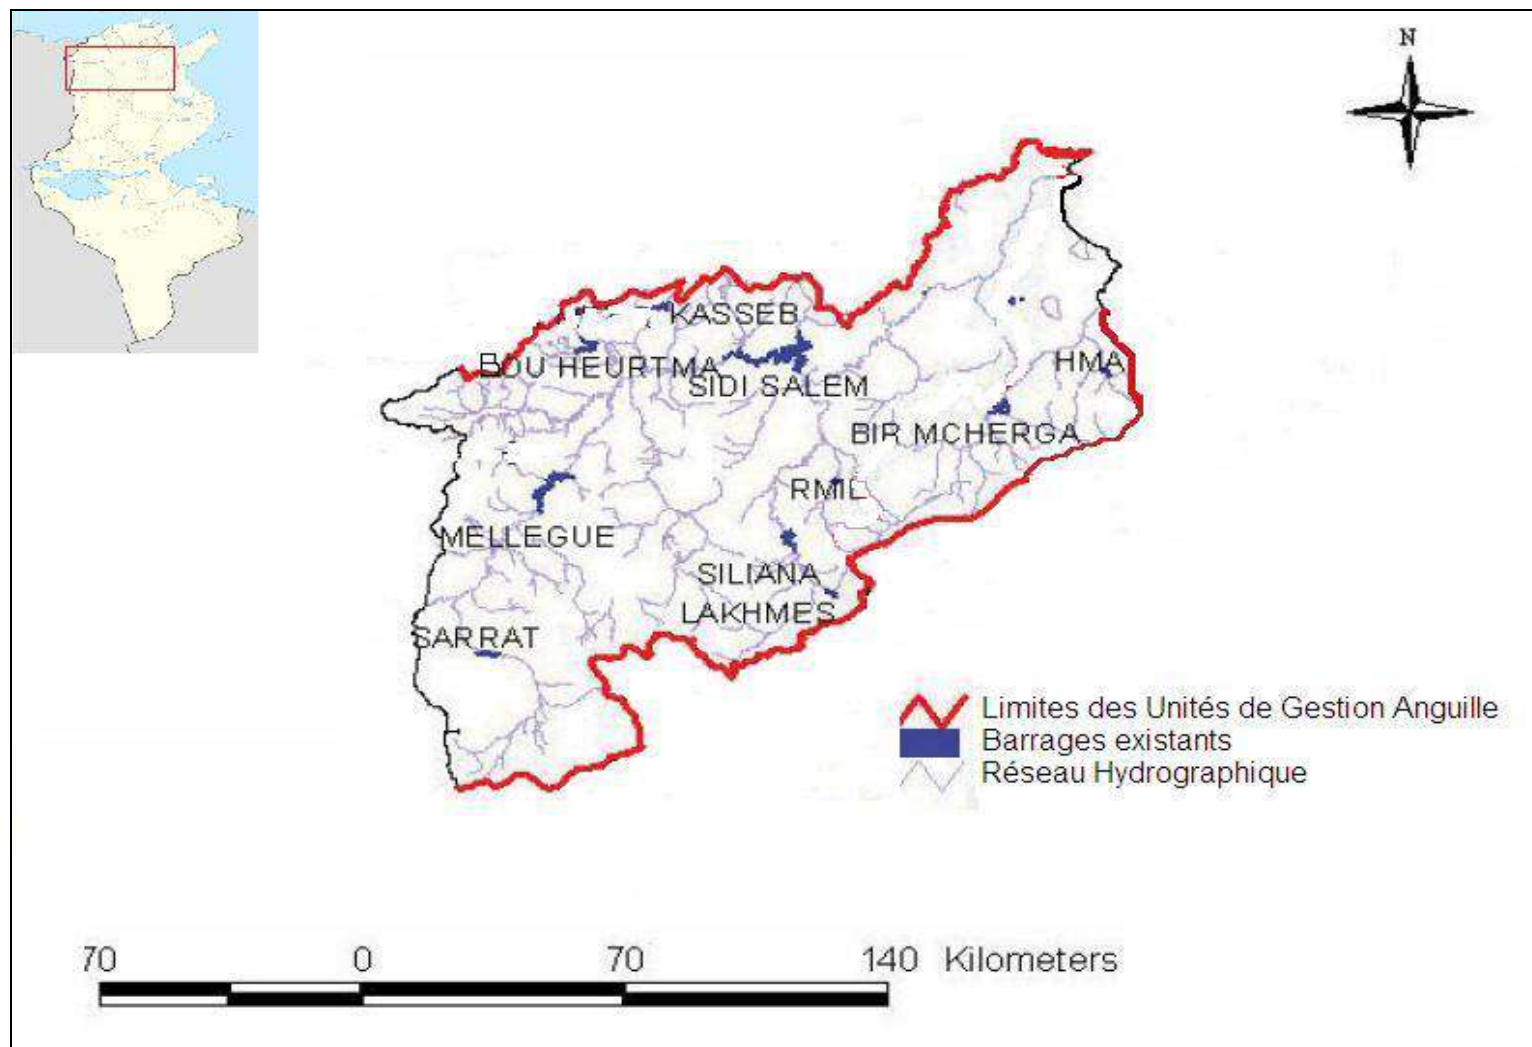 N
KASSEB
BOU HEURTMA
HMA
SIDI SALEM
BIR MCHERGA
RMIL
MELLEGUE
SILIANA
LAKHMES
SARRAT
Limites des Unités de Gestion Anguille
Barrages existants
Réseau Hydrographique
70 0 70 140 Kilometers